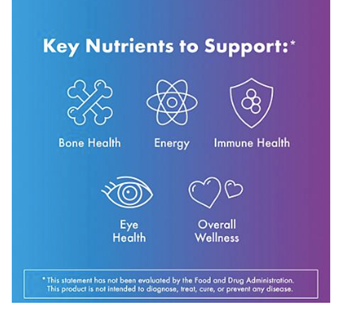 Key Nutrients to Support:*
Bone Health
Energy
Immune Health
Eye
Health
Overall
Wellness
*This statement has not been evaluated by the Food and Drug Administration.
This product is not intended to diagnose, treat, cure, or prevent any disease.